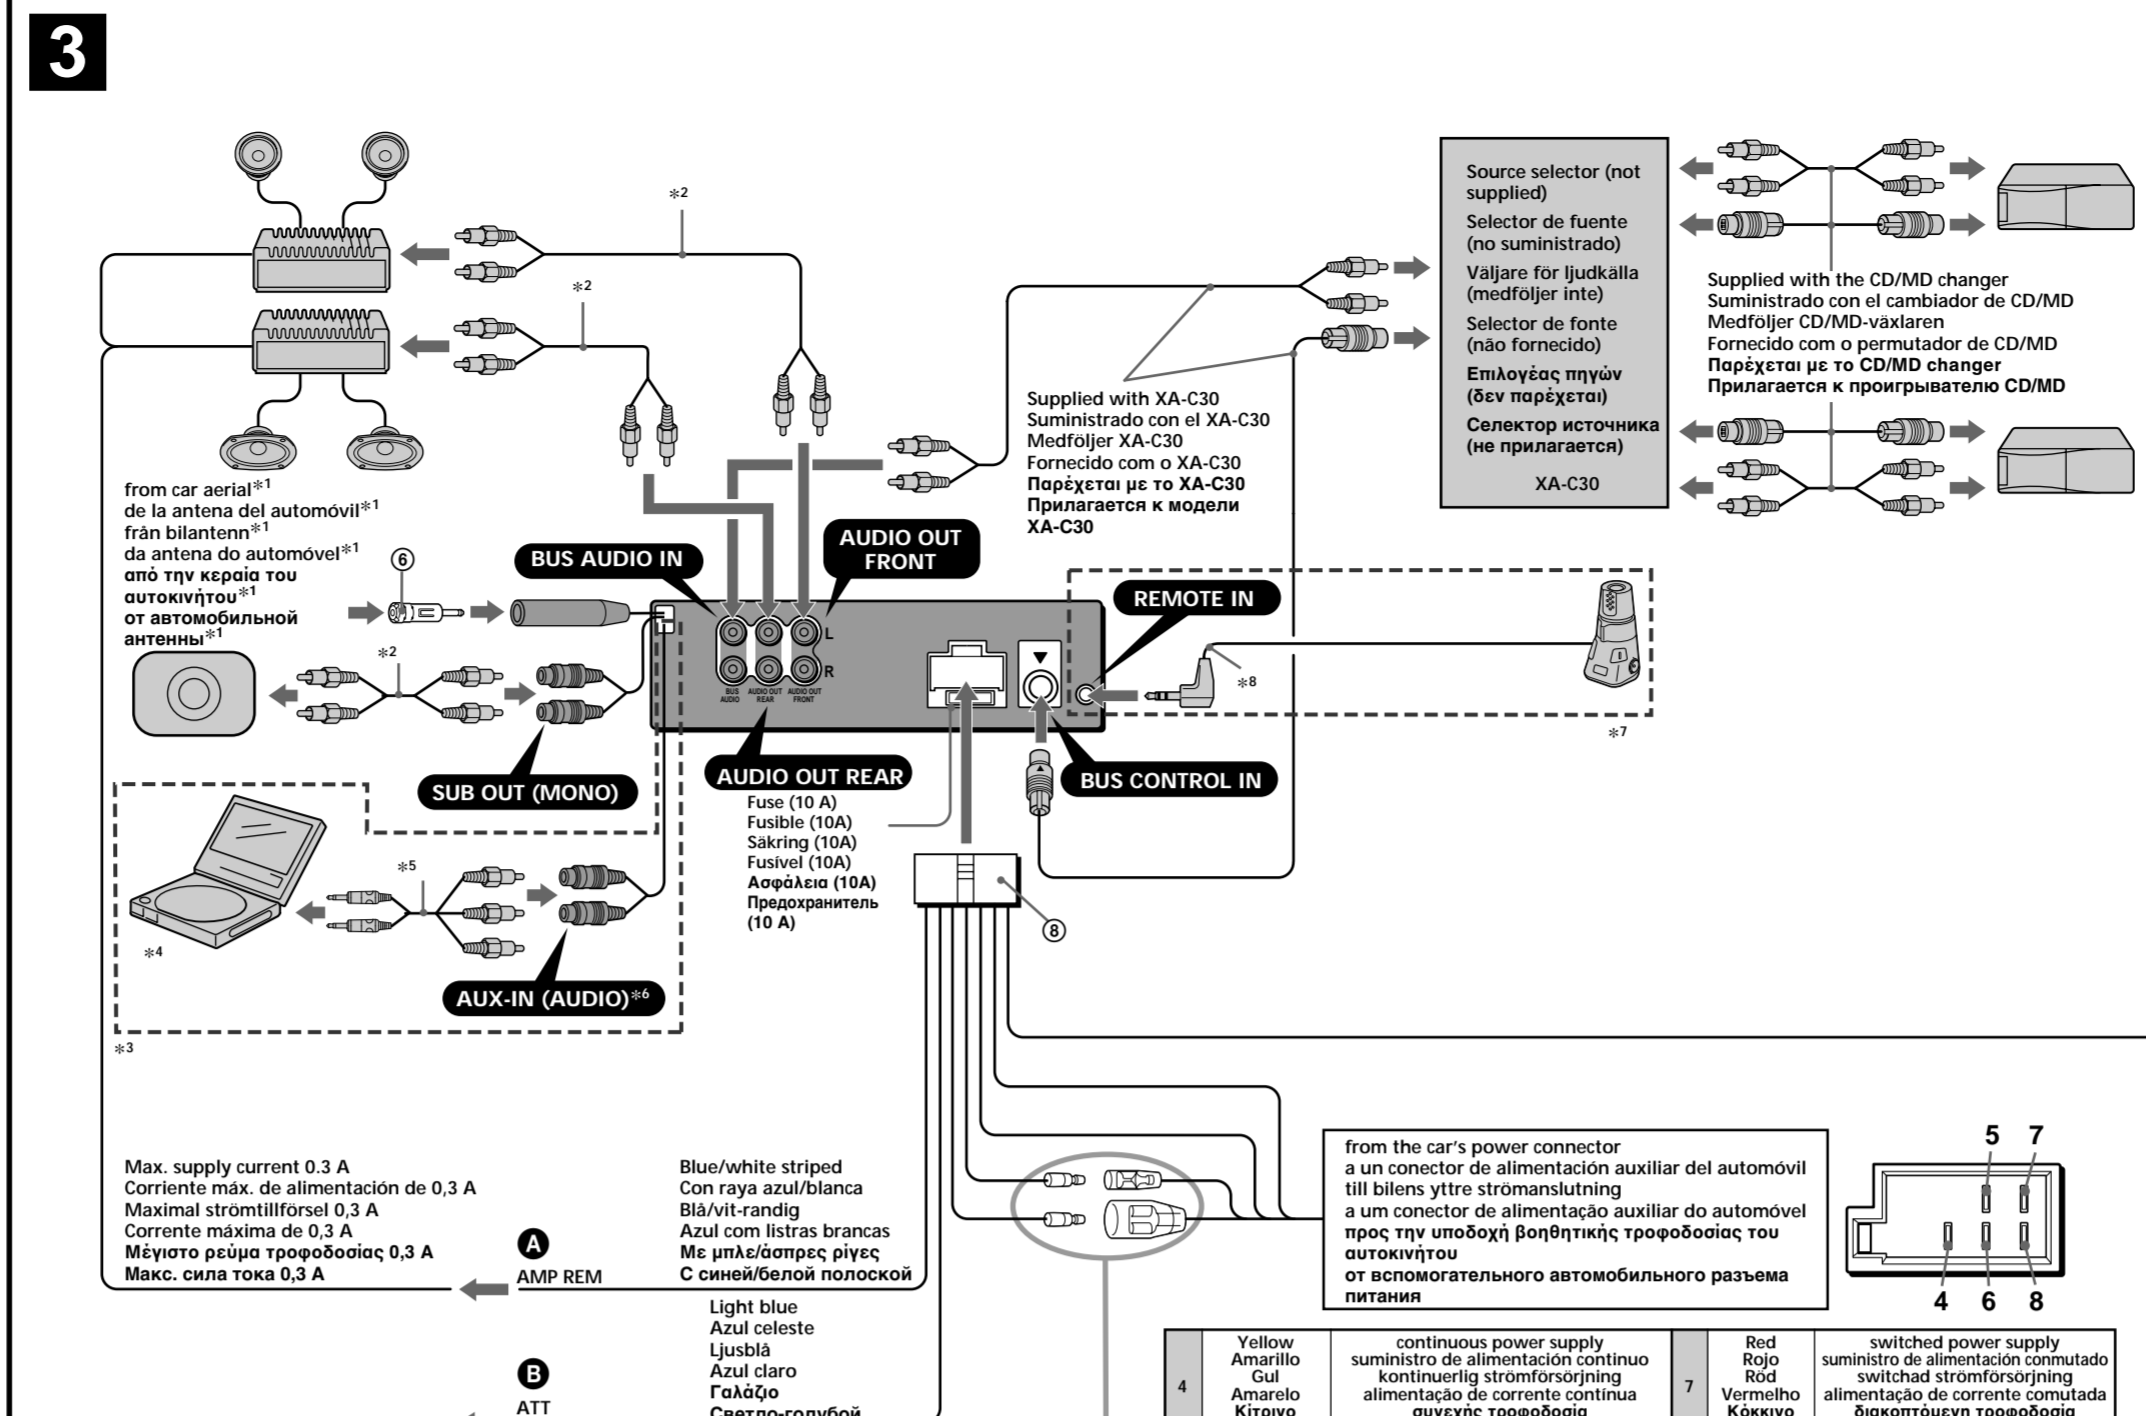 3
*2
*2
Source selector (not
supplied)
Selector de fuente
(no suministrado)
Väljare för ljudkälla
(medföljer inte)
Selector de fonte
(não fornecido)
Επιλογέας πηγών
(δεν παρέχεται)
Селектор источника
(не прилагается)
XA-C30
Supplied with the CD/MD changer
Suministrado con el cambiador de CD/MD
Medföljer CD/MD-växlaren
Fornecido com o permutador de CD/MD
Παρέχεται με το CD/MD changer
Прилагается к проигрывателю CD/MD
Supplied with XA-C30
Suministrado con el XA-C30
Medföljer XA-C30
Fornecido com o XA-C30
Παρέχεται με το XA-C30
Прилагается к модели
XA-C30
from car aerial*1
de la antena del automóvil*1
från bilantenn*1
da antena do automóvel*1
από την κεραία του
αυτοκινήτου*1
от автомобильной
антенны*1
⑥
BUS AUDIO IN
AUDIO OUT
FRONT
REMOTE IN
L
R
BUS
AUDIO
AUDIO OUT
REAR
AUDIO OUT
FRONT
*2
*8
*7
SUB OUT (MONO)
AUDIO OUT REAR
BUS CONTROL IN
Fuse (10 A)
Fusible (10A)
Säkring (10A)
Fusível (10A)
Ασφάλεια (10A)
Предохранитель
(10 A)
⑧
*5
*4
AUX-IN (AUDIO)*6
*3
Max. supply current 0.3 A
Corriente máx. de alimentación de 0,3 A
Maximal strömtillförsel 0,3 A
Corrente máxima de 0,3 A
Μέγιστο ρεύμα τροφοδοσίας 0,3 A
Макс. сила тока 0,3 A
A
AMP REM
Blue/white striped
Con raya azul/blanca
Blå/vit-randig
Azul com listras brancas
Με μπλε/άσπρες ρίγες
С синей/белой полоской
B
ATT
Light blue
Azul celeste
Ljusblå
Azul claro
Γαλάζιο
Светло-голубой
from the car's power connector
a un conector de alimentación auxiliar del automóvil
till bilens yttre strömanslutning
a um conector de alimentação auxiliar do automóvel
προς την υποδοχή βοηθητικής τροφοδοσίας του
αυτοκινήτου
от вспомогательного автомобильного разъема
питания
5 7
4 6 8
4
Yellow
Amarillo
Gul
Amarelo
Κίτρινο
continuous power supply
suministro de alimentación continuo
kontinuerlig strömförsörjning
alimentação de corrente contínua
συνεχής τροφοδοσία
7
Red
Rojo
Röd
Vermelho
Κόκκινο
switched power supply
suministro de alimentación conmutado
switchad strömförsörjning
alimentação de corrente comutada
διακοπτόμενη τροφοδοσία